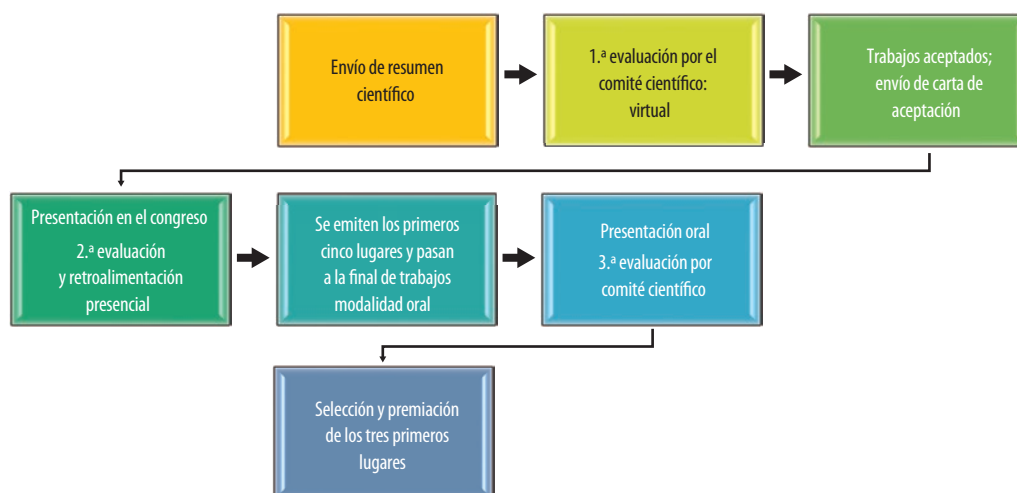 Envío de resumen
científico
1.ª evaluación por el
comité científico:
virtual
Trabajos aceptados;
envío de carta de
aceptación
Presentación en el congreso
2.ª evaluación
y retroalimentación
presencial
Se emiten los primeros
cinco lugares y pasan
a la final de trabajos
modalidad oral
Presentación oral
3.ª evaluación por
comité científico
Selección y premiación
de los tres primeros
lugares